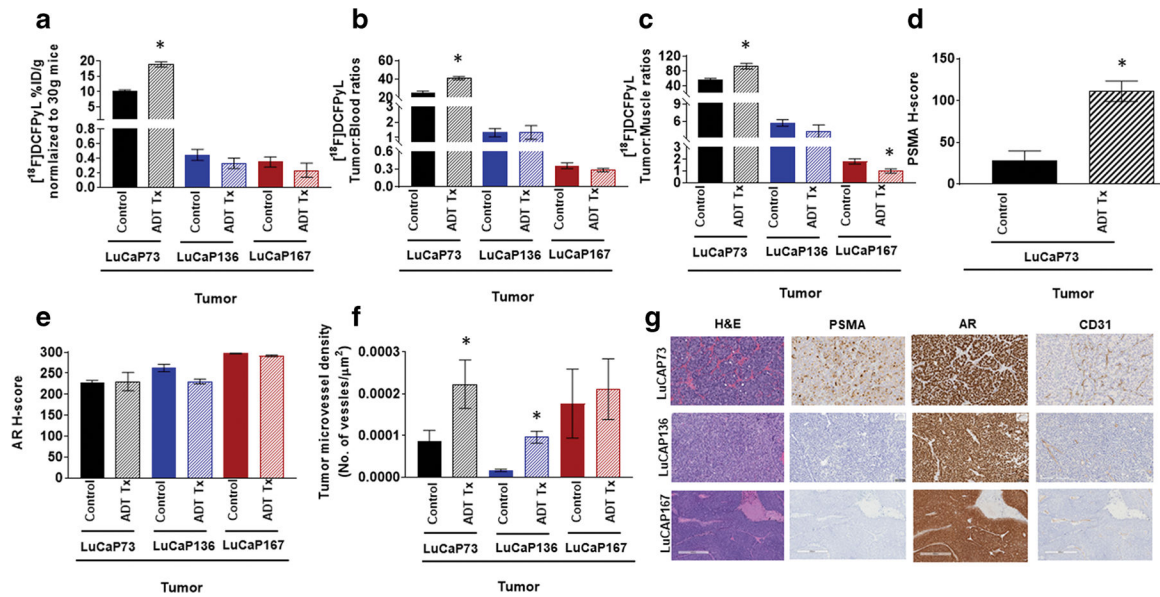 a
[18F]DCFPyL %ID/g
normlaized to 30g mice
20
15
10
5
0.8
0.6
0.4
0.2
0.0
Control
ADT Tx
Control
ADT Tx
Control
ADT Tx
*
LuCaP73 LuCaP136 LuCaP167
Tumor
b
[18F]DCFPyL
Tumor:Blood ratios
60
40
20
3
2
1
0.6
0.3
0.0
Control
ADT Tx
Control
ADT Tx
Control
ADT Tx
*
LuCaP73 LuCaP136 LuCaP167
Tumor
c
[18F]DCFPyL
Tumor:Muscle ratios
120
100
80
60
9
6
2
1
0
Control
ADT Tx
Control
ADT Tx
Control
ADT Tx
*
*
LuCaP73 LuCaP136 LuCaP167
Tumor
d
PSMA H-score
150
100
50
0
Control
ADT Tx
*
LuCaP73
Tumor
e
AR H-score
300
250
200
150
100
50
0
Control
ADT Tx
Control
ADT Tx
Control
ADT Tx
LuCaP73 LuCaP136 LuCaP167
Tumor
f
Tumor microvessel density
(No. of vessles/μm2)
0.0003
0.0002
0.0001
0.0000
Control
ADT Tx
Control
ADT Tx
Control
ADT Tx
*
*
LuCaP73 LuCaP136 LuCaP167
Tumor
g
H&E PSMA AR CD31
LuCAP73
LuCAP136
LuCAP167